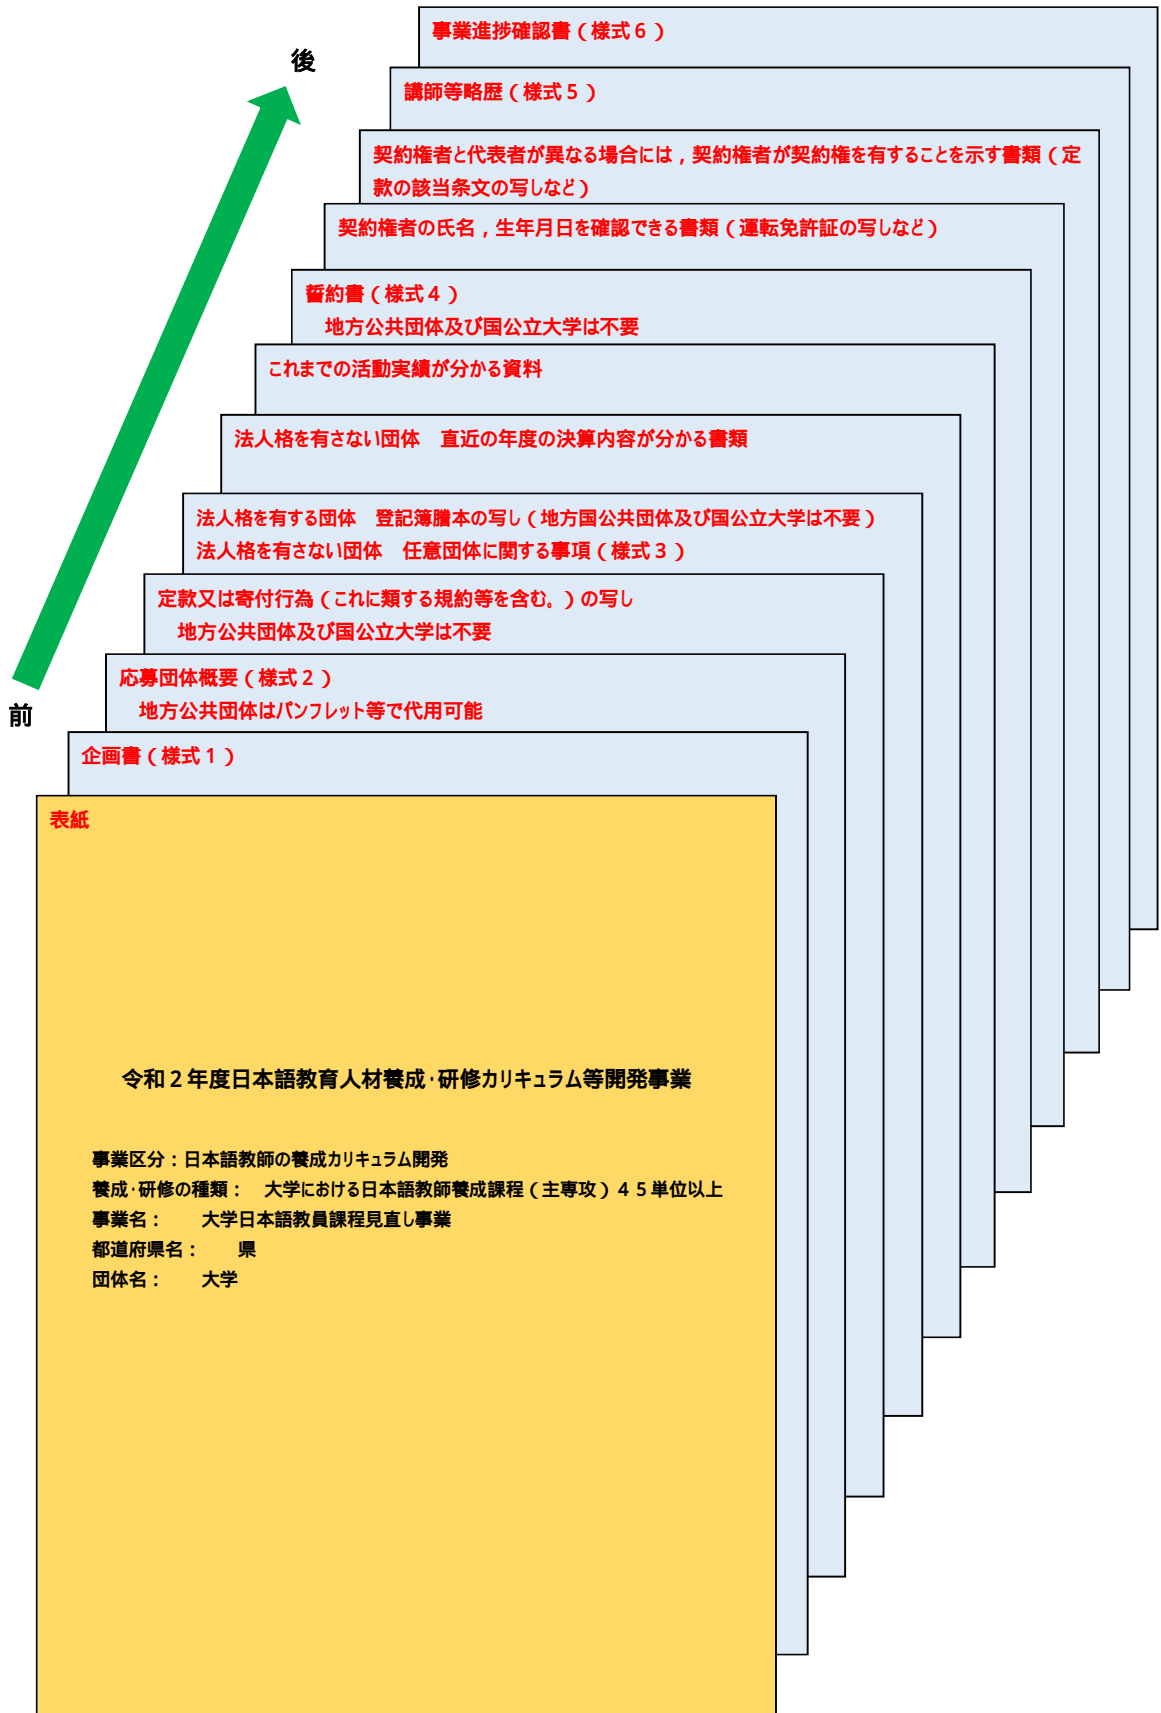 事業進捗確認書（様式６）
後
講師等略歴（様式５）
契約権者と代表者が異なる場合には，契約権者が契約権を有することを示す書類（定
款の該当条文の写しなど）
契約権者の氏名，生年月日を確認できる書類（運転免許証の写しなど）
誓約書（様式４）
地方公共団体及び国公立大学は不要
これまでの活動実績が分かる資料
法人格を有さない団体　直近の年度の決算内容が分かる書類
法人格を有する団体　登記簿謄本の写し（地方国公共団体及び国公立大学は不要）
法人格を有さない団体　任意団体に関する事項（様式３）
定款又は寄付行為（これに類する規約等を含む。）の写し
地方公共団体及び国公立大学は不要
応募団体概要（様式２）
地方公共団体はパンフレット等で代用可能
前
企画書（様式１）
表紙
令和２年度日本語教育人材養成・研修カリキュラム等開発事業
事業区分：日本語教師の養成カリキュラム開発
養成・研修の種類：　大学における日本語教師養成課程（主専攻）４５単位以上
事業名：　　大学日本語教員課程見直し事業
都道府県名：　　県
団体名：　　大学